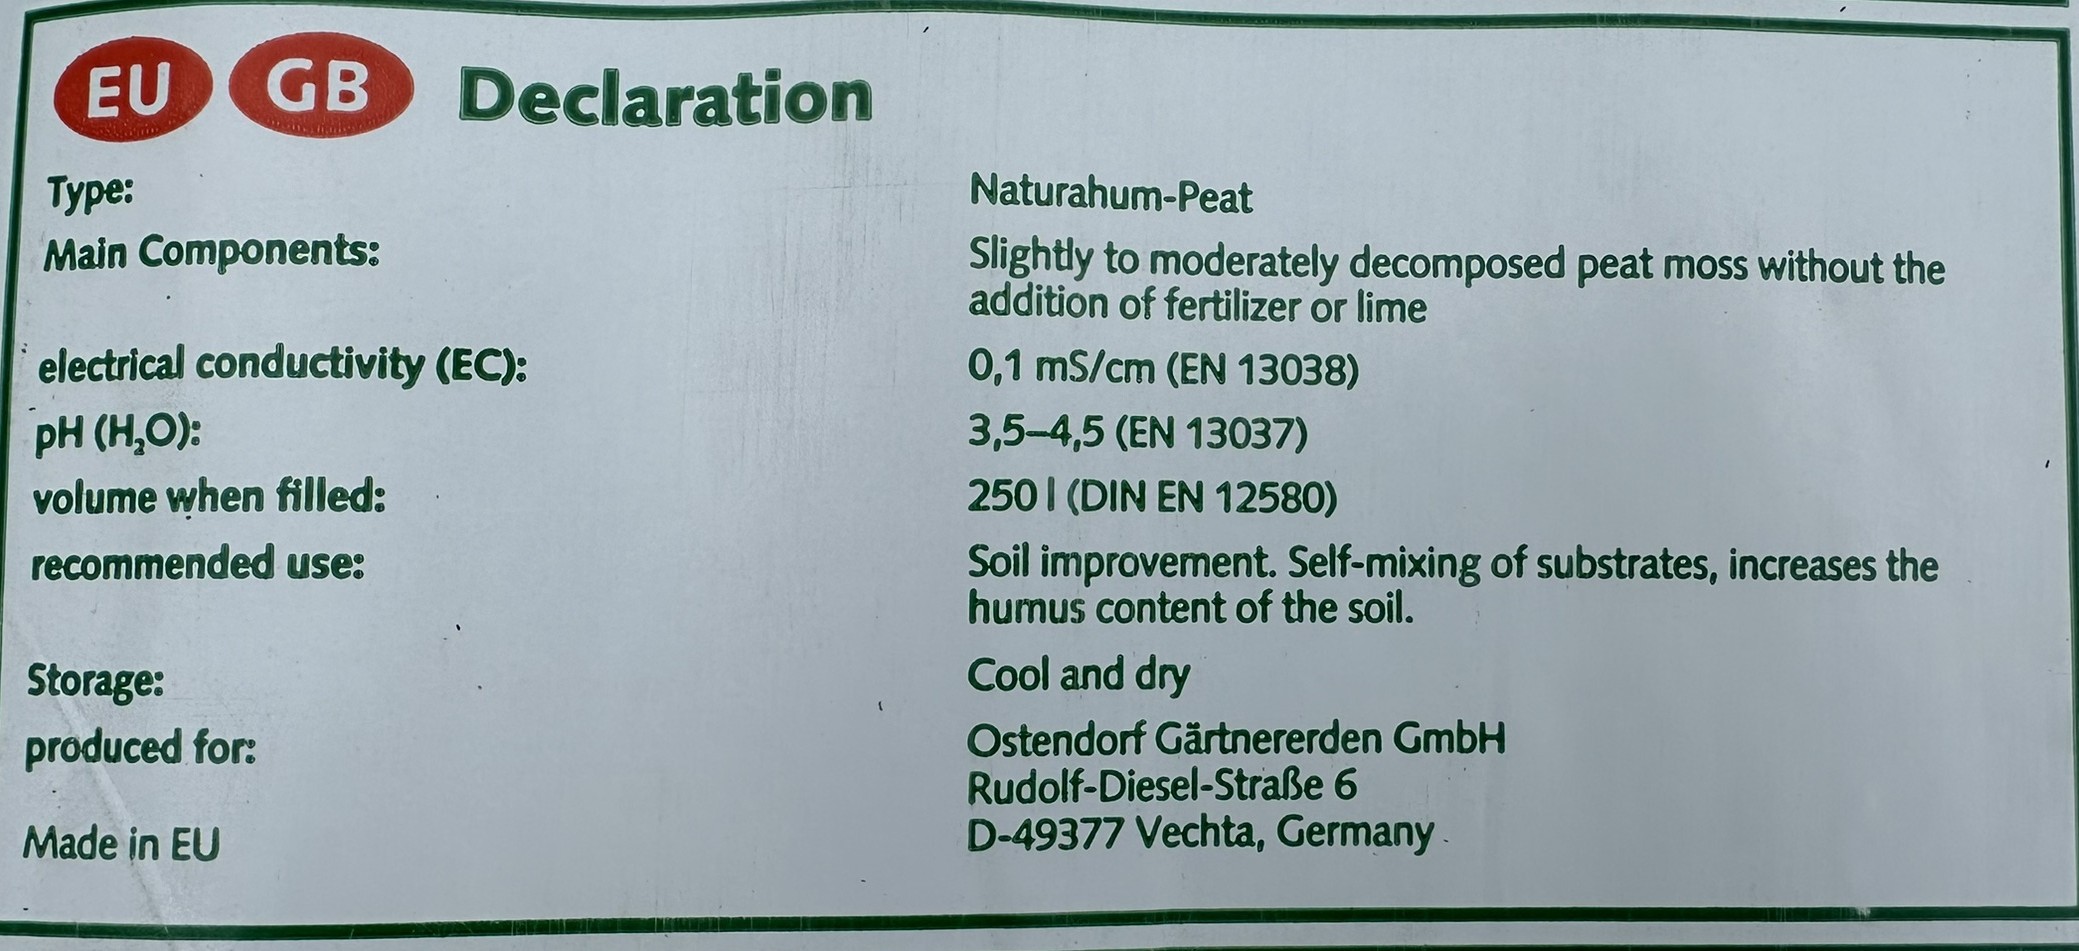 EU GB Declaration
Type: Naturahum-Peat
Main Components: Slightly to moderately decomposed peat moss without the
addition of fertilizer or lime
electrical conductivity (EC): 0,1 mS/cm (EN 13038)
pH (H₂O): 3,5–4,5 (EN 13037)
volume when filled: 250 l (DIN EN 12580)
recommended use: Soil improvement. Self-mixing of substrates, increases the
humus content of the soil.
Storage: Cool and dry
produced for: Ostendorf Gärtnererden GmbH
Rudolf-Diesel-Straße 6
Made in EU D-49377 Vechta, Germany